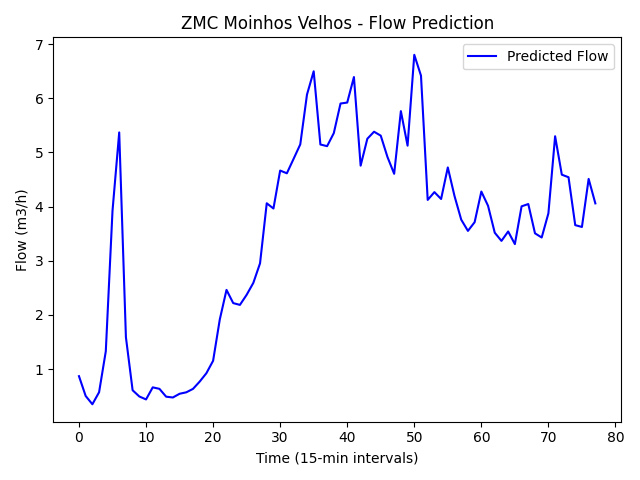 ZMC Moinhos Velhos - Flow Prediction
Predicted Flow
Flow (m3/h)
7
6
5
4
3
2
1
0 10 20 30 40 50 60 70 80
Time (15-min intervals)